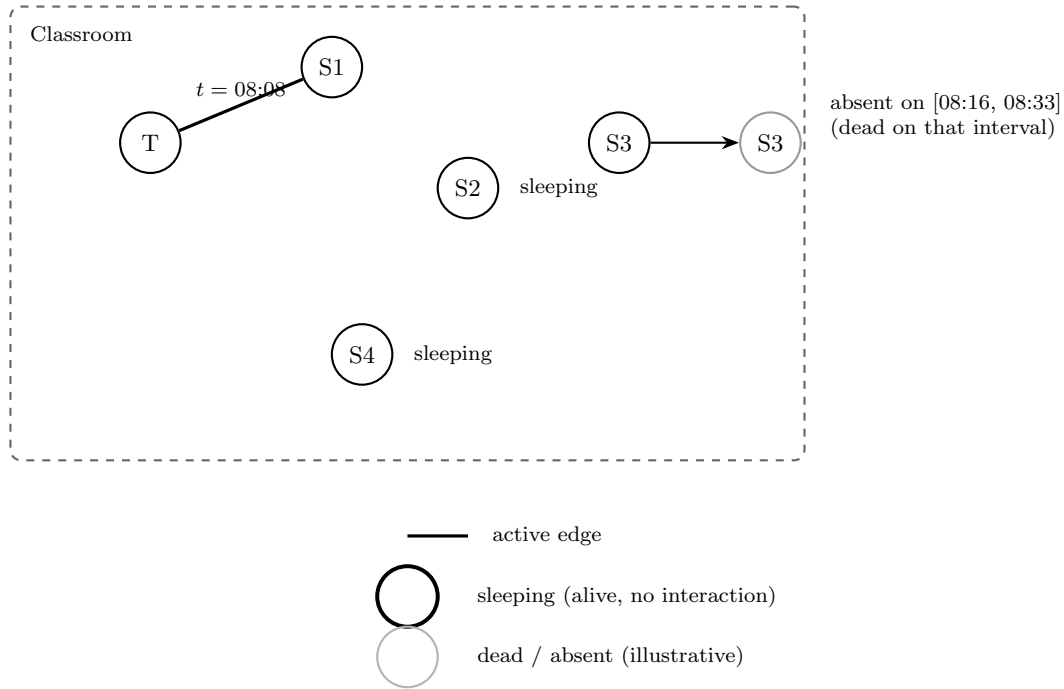 Classroom
S1
t = 08:08
absent on [08:16, 08:33]
(dead on that interval)
T
S3
S3
S2
sleeping
S4
sleeping
active edge
sleeping (alive, no interaction)
dead / absent (illustrative)